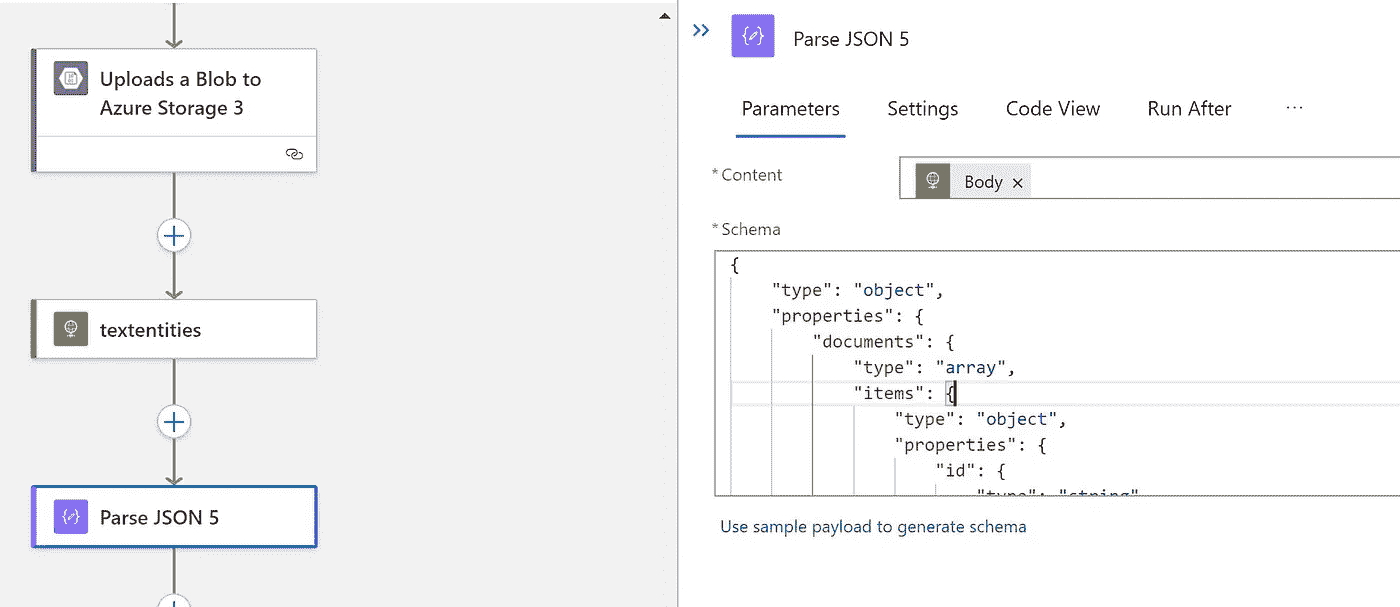 Uploads a Blob to
Azure Storage 3
textentities
Parse JSON 5
Parse JSON 5
Parameters
Settings
Code View
Run After
...
* Content
Body ×
* Schema
{
"type": "object",
"properties": {
"documents": {
"type": "array",
"items": {
"type": "object",
"properties": {
"id": {
"type": "string"
Use sample payload to generate schema